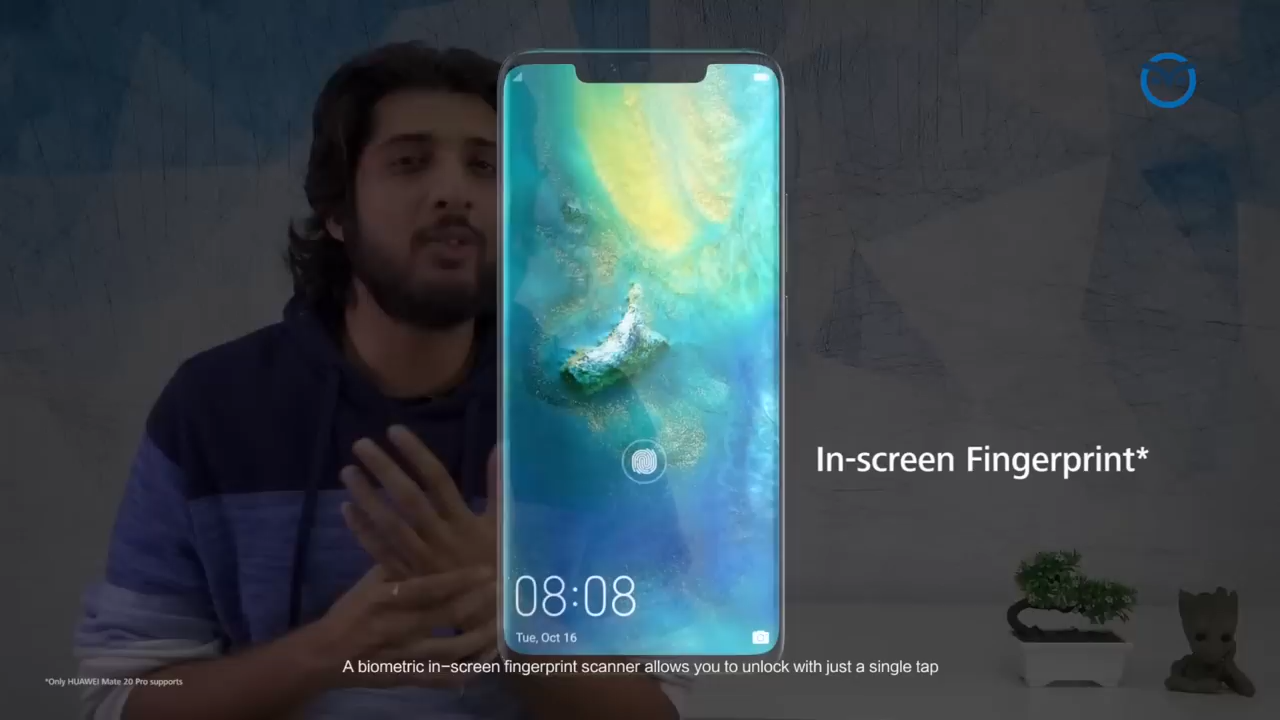 In-screen Fingerprint*
08:08
Tue, Oct 16
A biometric in-screen fingerprint scanner allows you to unlock with just a single tap
*Only HUAWEI Mate 20 Pro supports